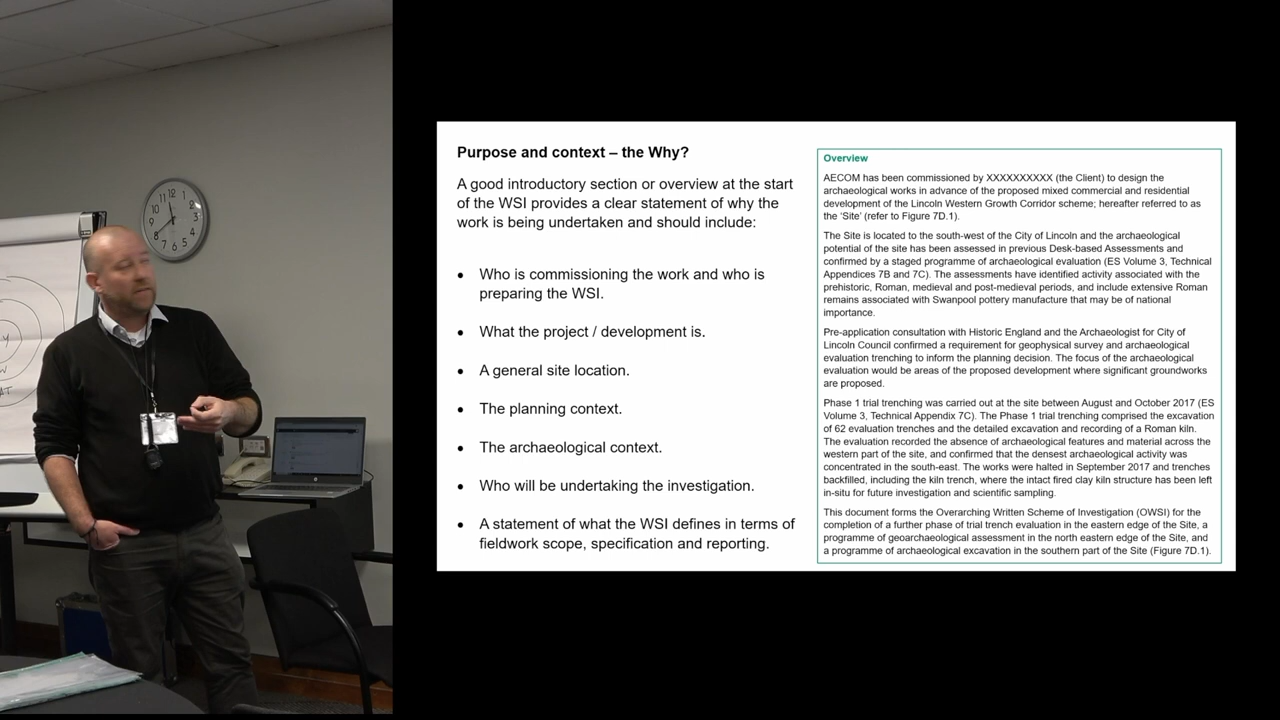 Purpose and context – the Why?
A good introductory section or overview at the start
of the WSI provides a clear statement of why the
work is being undertaken and should include:
• Who is commissioning the work and who is
preparing the WSI.
• What the project / development is.
• A general site location.
• The planning context.
• The archaeological context.
• Who will be undertaking the investigation.
• A statement of what the WSI defines in terms of
fieldwork scope, specification and reporting.
Overview
AECOM has been commissioned by XXXXXXXXXX (the Client) to design the
archaeological works in advance of the proposed mixed commercial and residential
development of the Lincoln Western Growth Corridor scheme; hereafter referred to as
the ‘Site’ (refer to Figure 7D.1).
The Site is located to the south-west of the City of Lincoln and the archaeological
potential of the site has been assessed in previous Desk-based Assessments and
confirmed by a staged programme of archaeological evaluation (ES Volume 3, Technical
Appendices 7B and 7C). The assessments have identified activity associated with the
prehistoric, Roman, medieval and post-medieval periods, and include extensive Roman
remains associated with Swanpool pottery manufacture that may be of national
importance.
Pre-application consultation with Historic England and the Archaeologist for City of
Lincoln Council confirmed a requirement for geophysical survey and archaeological
evaluation trenching to inform the planning decision. The focus of the archaeological
evaluation would be areas of the proposed development where significant groundworks
are proposed.
Phase 1 trial trenching was carried out at the site between August and October 2017 (ES
Volume 3, Technical Appendix 7C). The Phase 1 trial trenching comprised the excavation
of 62 evaluation trenches and the detailed excavation and recording of a Roman kiln.
The evaluation recorded the absence of archaeological features and material across the
western part of the site, and confirmed that the densest archaeological activity was
concentrated in the south-east. The works were halted in September 2017 and trenches
backfilled, including the kiln trench, where the intact fired clay kiln structure has been left
in-situ for future investigation and scientific sampling.
This document forms the Overarching Written Scheme of Investigation (OWSI) for the
completion of a further phase of trial trench evaluation in the eastern edge of the Site, a
programme of geoarchaeological assessment in the north eastern edge of the Site, and
a programme of archaeological excavation in the southern part of the Site (Figure 7D.1).
12
1
2
3
4
5
6
7
8
9
10
11